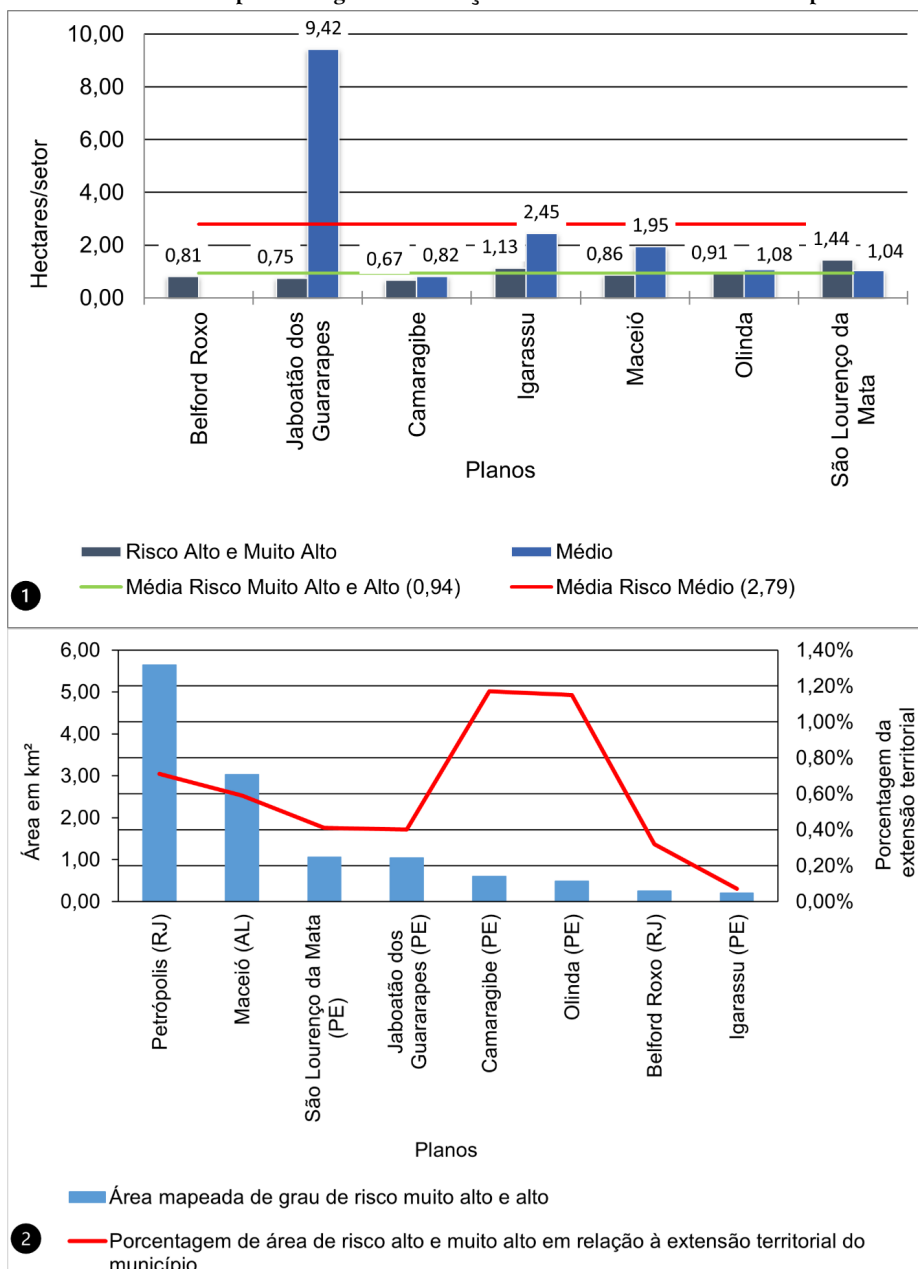 10,00
8,00
6,00
4,00
2,00
0,00
Hectares/setor
0,81
0,75
9,42
0,67
0,82
1,13
2,45
0,86
1,95
0,91
1,08
1,44
1,04
Belford Roxo
Jaboatão dos
Guararapes
Camaragibe
Igarassu
Maceió
Olinda
São Lourenço da
Mata
Planos
Risco Alto e Muito Alto
Médio
Média Risco Muito Alto e Alto (0,94)
Média Risco Médio (2,79)
1
6,00
5,00
4,00
3,00
2,00
1,00
0,00
Área em km²
1,40%
1,20%
1,00%
0,80%
0,60%
0,40%
0,20%
0,00%
Porcentagem da
extensão territorial
Petrópolis (RJ)
Maceió (AL)
São Lourenço da Mata
(PE)
Jaboatão dos
Guararapes (PE)
Camaragibe (PE)
Olinda (PE)
Belford Roxo (RJ)
Igarassu (PE)
Planos
Área mapeada de grau de risco muito alto e alto
Porcentagem de área de risco alto e muito alto em relação à extensão territorial do
município
2